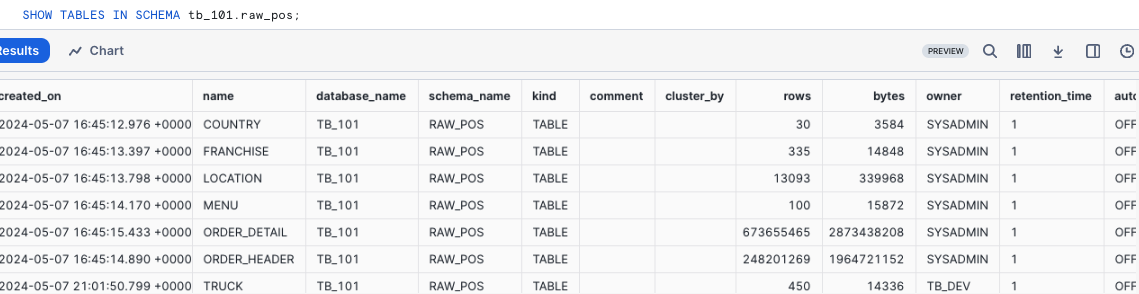 SHOW TABLES IN SCHEMA tb_101.raw_pos;
Results Chart PREVIEW
created_on name database_name schema_name kind comment cluster_by rows bytes owner retention_time auto
2024-05-07 16:45:12.976 +0000 COUNTRY TB_101 RAW_POS TABLE 30 3584 SYSADMIN 1 OFF
2024-05-07 16:45:13.397 +0000 FRANCHISE TB_101 RAW_POS TABLE 335 14848 SYSADMIN 1 OFF
2024-05-07 16:45:13.798 +0000 LOCATION TB_101 RAW_POS TABLE 13093 339968 SYSADMIN 1 OFF
2024-05-07 16:45:14.170 +0000 MENU TB_101 RAW_POS TABLE 100 15872 SYSADMIN 1 OFF
2024-05-07 16:45:15.433 +0000 ORDER_DETAIL TB_101 RAW_POS TABLE 673655465 2873438208 SYSADMIN 1 OFF
2024-05-07 16:45:14.890 +0000 ORDER_HEADER TB_101 RAW_POS TABLE 248201269 1964721152 SYSADMIN 1 OFF
2024-05-07 21:01:50.799 +0000 TRUCK TB_101 RAW_POS TABLE 450 14336 TB_DEV 1 OFF